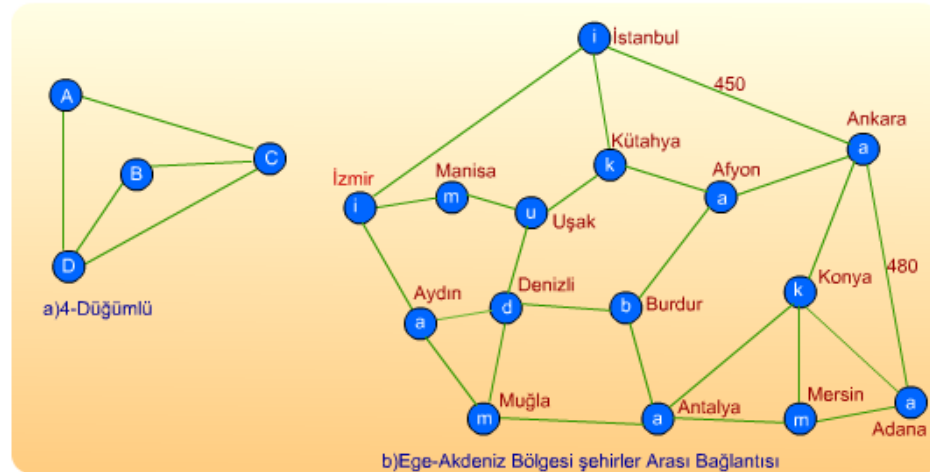 A
B
C
D
a)4-Düğümlü
i İstanbul
450
Ankara
a
Kütahya
k
Afyon
a
İzmir
i
Manisa
m
u
Uşak
480
Konya
k
Aydın
a
Denizli
d
b Burdur
Muğla
m
a Antalya
Mersin
m
a
Adana
b)Ege-Akdeniz Bölgesi şehirler Arası Bağlantısı